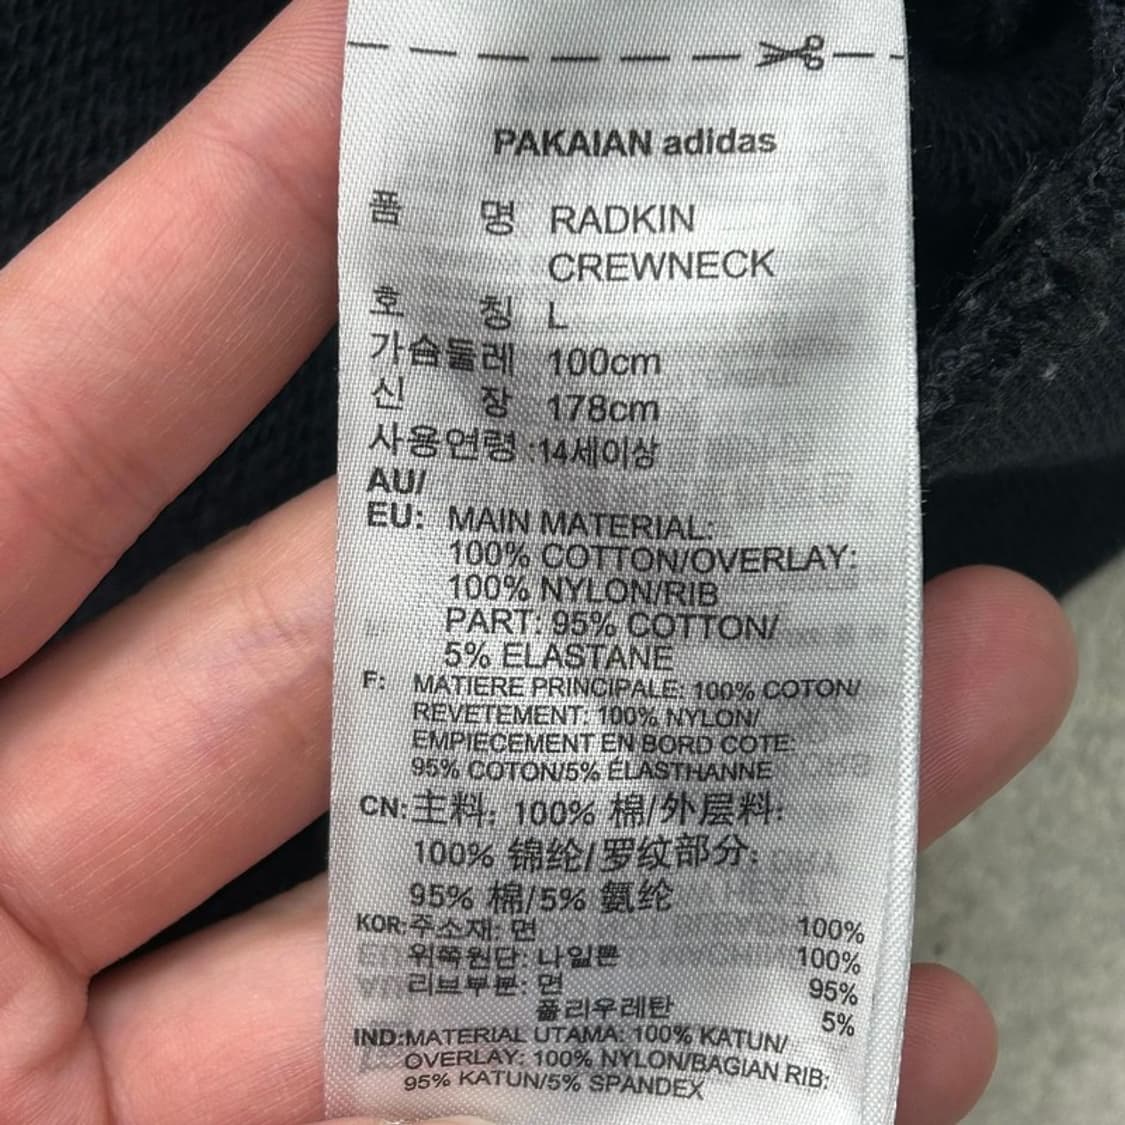 PAKAIAN adidas
품 명 RADKIN
CREWNECK
호 칭 L
가슴둘레 100cm
신 장 178cm
사용연령 :14세이상
AU/
EU: MAIN MATERIAL:
100% COTTON/OVERLAY:
100% NYLON/RIB
PART: 95% COTTON/
5% ELASTANE
F: MATIERE PRINCIPALE: 100% COTON/
REVETEMENT: 100% NYLON/
EMPIECEMENT EN BORD COTE:
95% COTON/5% ELASTHANNE
CN: 主料: 100% 棉/外层料:
100% 锦纶/罗纹部分:
95% 棉/5% 氨纶
KOR: 주소재: 면 100%
위쪽원단: 나일론 100%
리브부분: 면 95%
폴리우레탄 5%
IND: MATERIAL UTAMA: 100% KATUN/
OVERLAY: 100% NYLON/BAGIAN RIB:
95% KATUN/5% SPANDEX